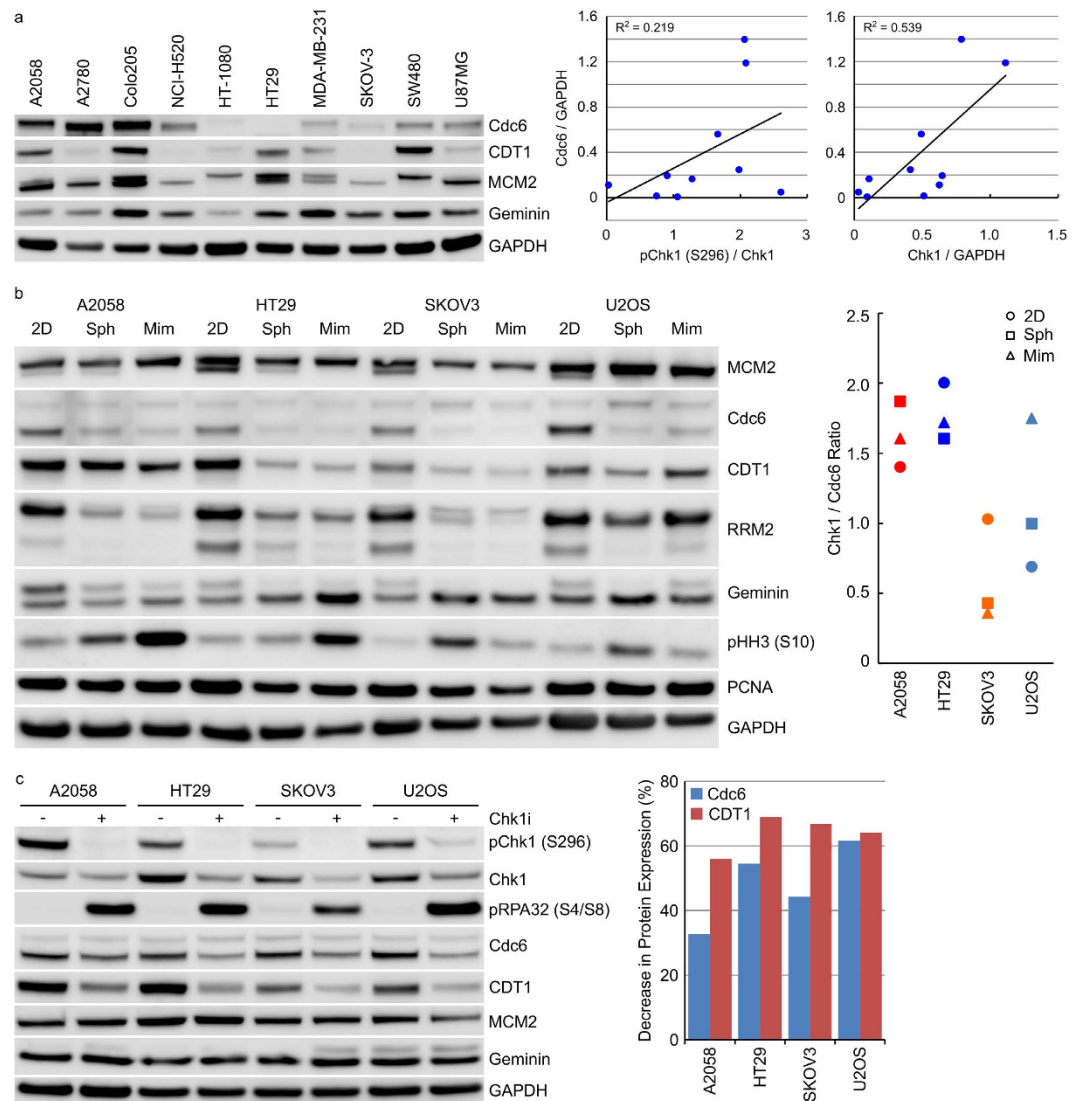 a
A2058
A2780
Colo205
NCI-H520
HT-1080
HT29
MDA-MB-231
SKOV-3
SW480
U87MG
Cdc6
CDT1
MCM2
Geminin
GAPDH
Cdc6 / GAPDH
1.6
1.2
0.8
0.4
0
R² = 0.219
0 1 2 3
pChk1 (S296) / Chk1
1.6
1.2
0.8
0.4
0
R² = 0.539
0.0 0.5 1.0 1.5
Chk1 / GAPDH
b
A2058 HT29 SKOV3 U2OS
2D Sph Mim 2D Sph Mim 2D Sph Mim 2D Sph Mim
MCM2
Cdc6
CDT1
RRM2
Geminin
pHH3 (S10)
PCNA
GAPDH
2D
Sph
Mim
Chk1 / Cdc6 Ratio
2.5
2.0
1.5
1.0
0.5
0
A2058
HT29
SKOV3
U2OS
c
A2058 HT29 SKOV3 U2OS
- + - + - + - + Chk1i
pChk1 (S296)
Chk1
pRPA32 (S4/S8)
Cdc6
CDT1
MCM2
Geminin
GAPDH
Decrease in Protein Expression (%)
80
60
40
20
0
Cdc6
CDT1
A2058
HT29
SKOV3
U2OS